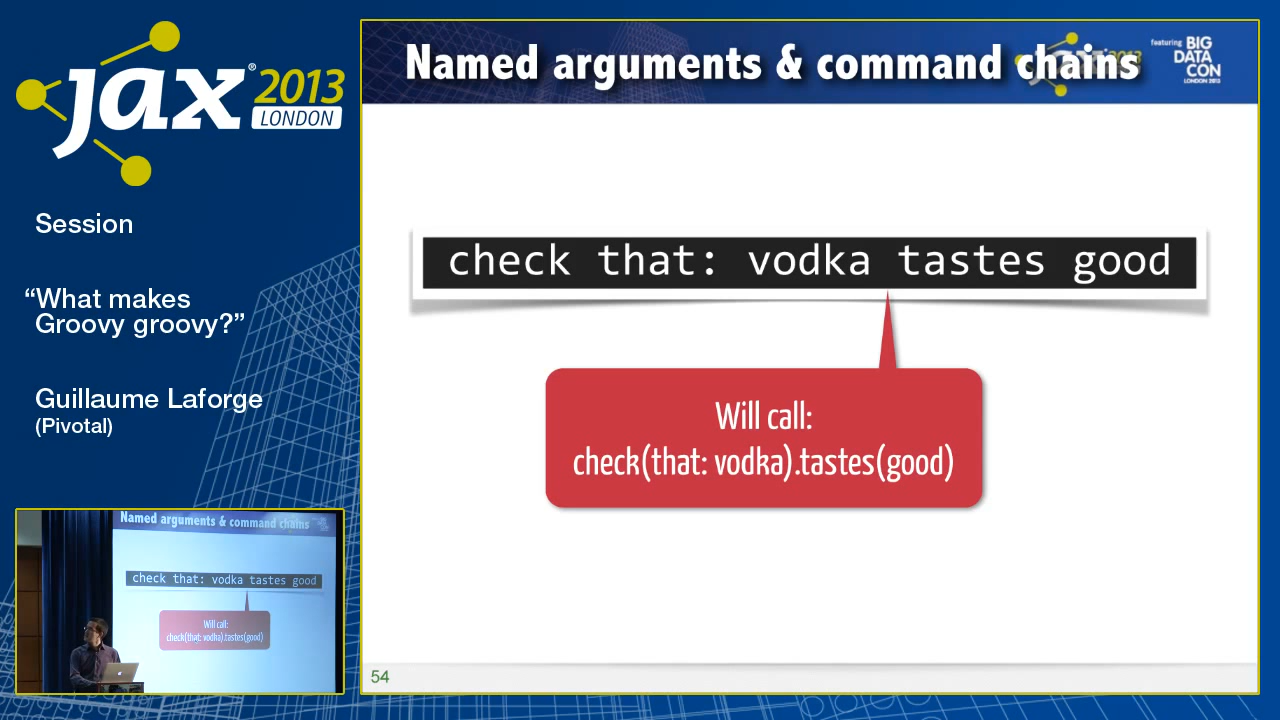 jax® 2013
LONDON
Session
“What makes
Groovy groovy?”
Guillaume Laforge
(Pivotal)
Named arguments & command chains
featuring BIG
DATA
CON
LONDON 2013
check that: vodka tastes good
Will call:
check(that: vodka).tastes(good)
54
Named arguments & command chains
check that: vodka tastes good
Will call:
check(that: vodka).tastes(good)